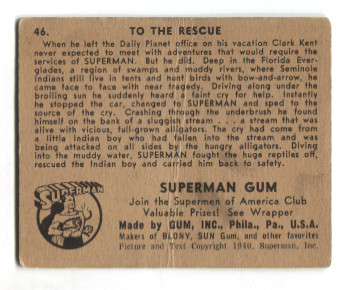 46.
TO THE RESCUE
When he left the Daily Planet office on his vacation Clark Kent
never expected to meet with adventures that would require the
services of SUPERMAN. But he did. Deep in the Florida Ever-
glades, a region of swamps and muddy rivers, where Seminole
Indians still live in tents and hunt birds with bow-and-arrow, he
came face to face with near tragedy. Driving along under the
broiling sun he suddenly heard a faint cry for help. Instantly
he stopped the car, changed to SUPERMAN and sped to the
source of the cry. Crashing through the underbrush he found
himself on the bank of a sluggish stream . . . a stream that was
alive with vicious, full-grown alligators. The cry had come from
a little Indian boy who had fallen into the stream and was
being attacked on all sides by the hungry alligators. Diving
into the muddy water, SUPERMAN fought the huge reptiles off,
rescued the Indian boy and carried him back to safety.
SUPERMAN
SUPERMAN GUM
Join the Supermen of America Club
Valuable Prizes! See Wrapper
Made by GUM, INC., Phila., Pa., U.S.A.
Makers of BLONY, SUN Gum, and other favorites
Picture and Text Copyright 1940, Superman, Inc.